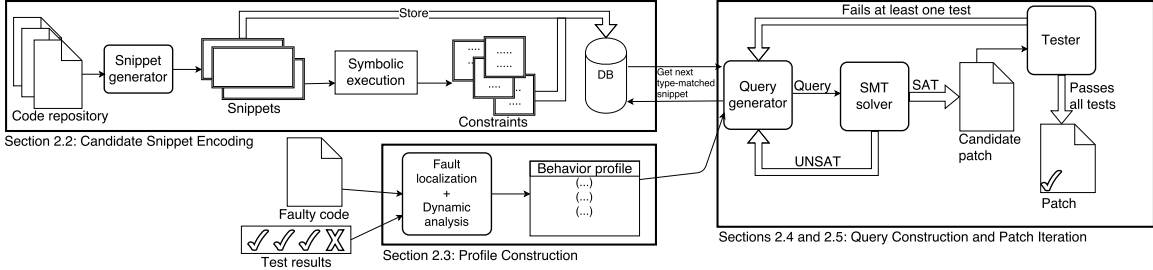 Store
Fails at least one test
Snippet
generator
Symbolic
execution
....
.....
.....
....
....
....
DB
Get next
type-matched
snippet
Query
generator
Query
SMT
solver
SAT
Tester
Passes
all tests
Code repository
Snippets
Constraints
UNSAT
Candidate
patch
Patch
Section 2.2: Candidate Snippet Encoding
Faulty code
Test results
Fault
localization
+
Dynamic
analysis
Behavior profile
(...)
(...)
(...)
Section 2.3: Profile Construction
Sections 2.4 and 2.5: Query Construction and Patch Iteration